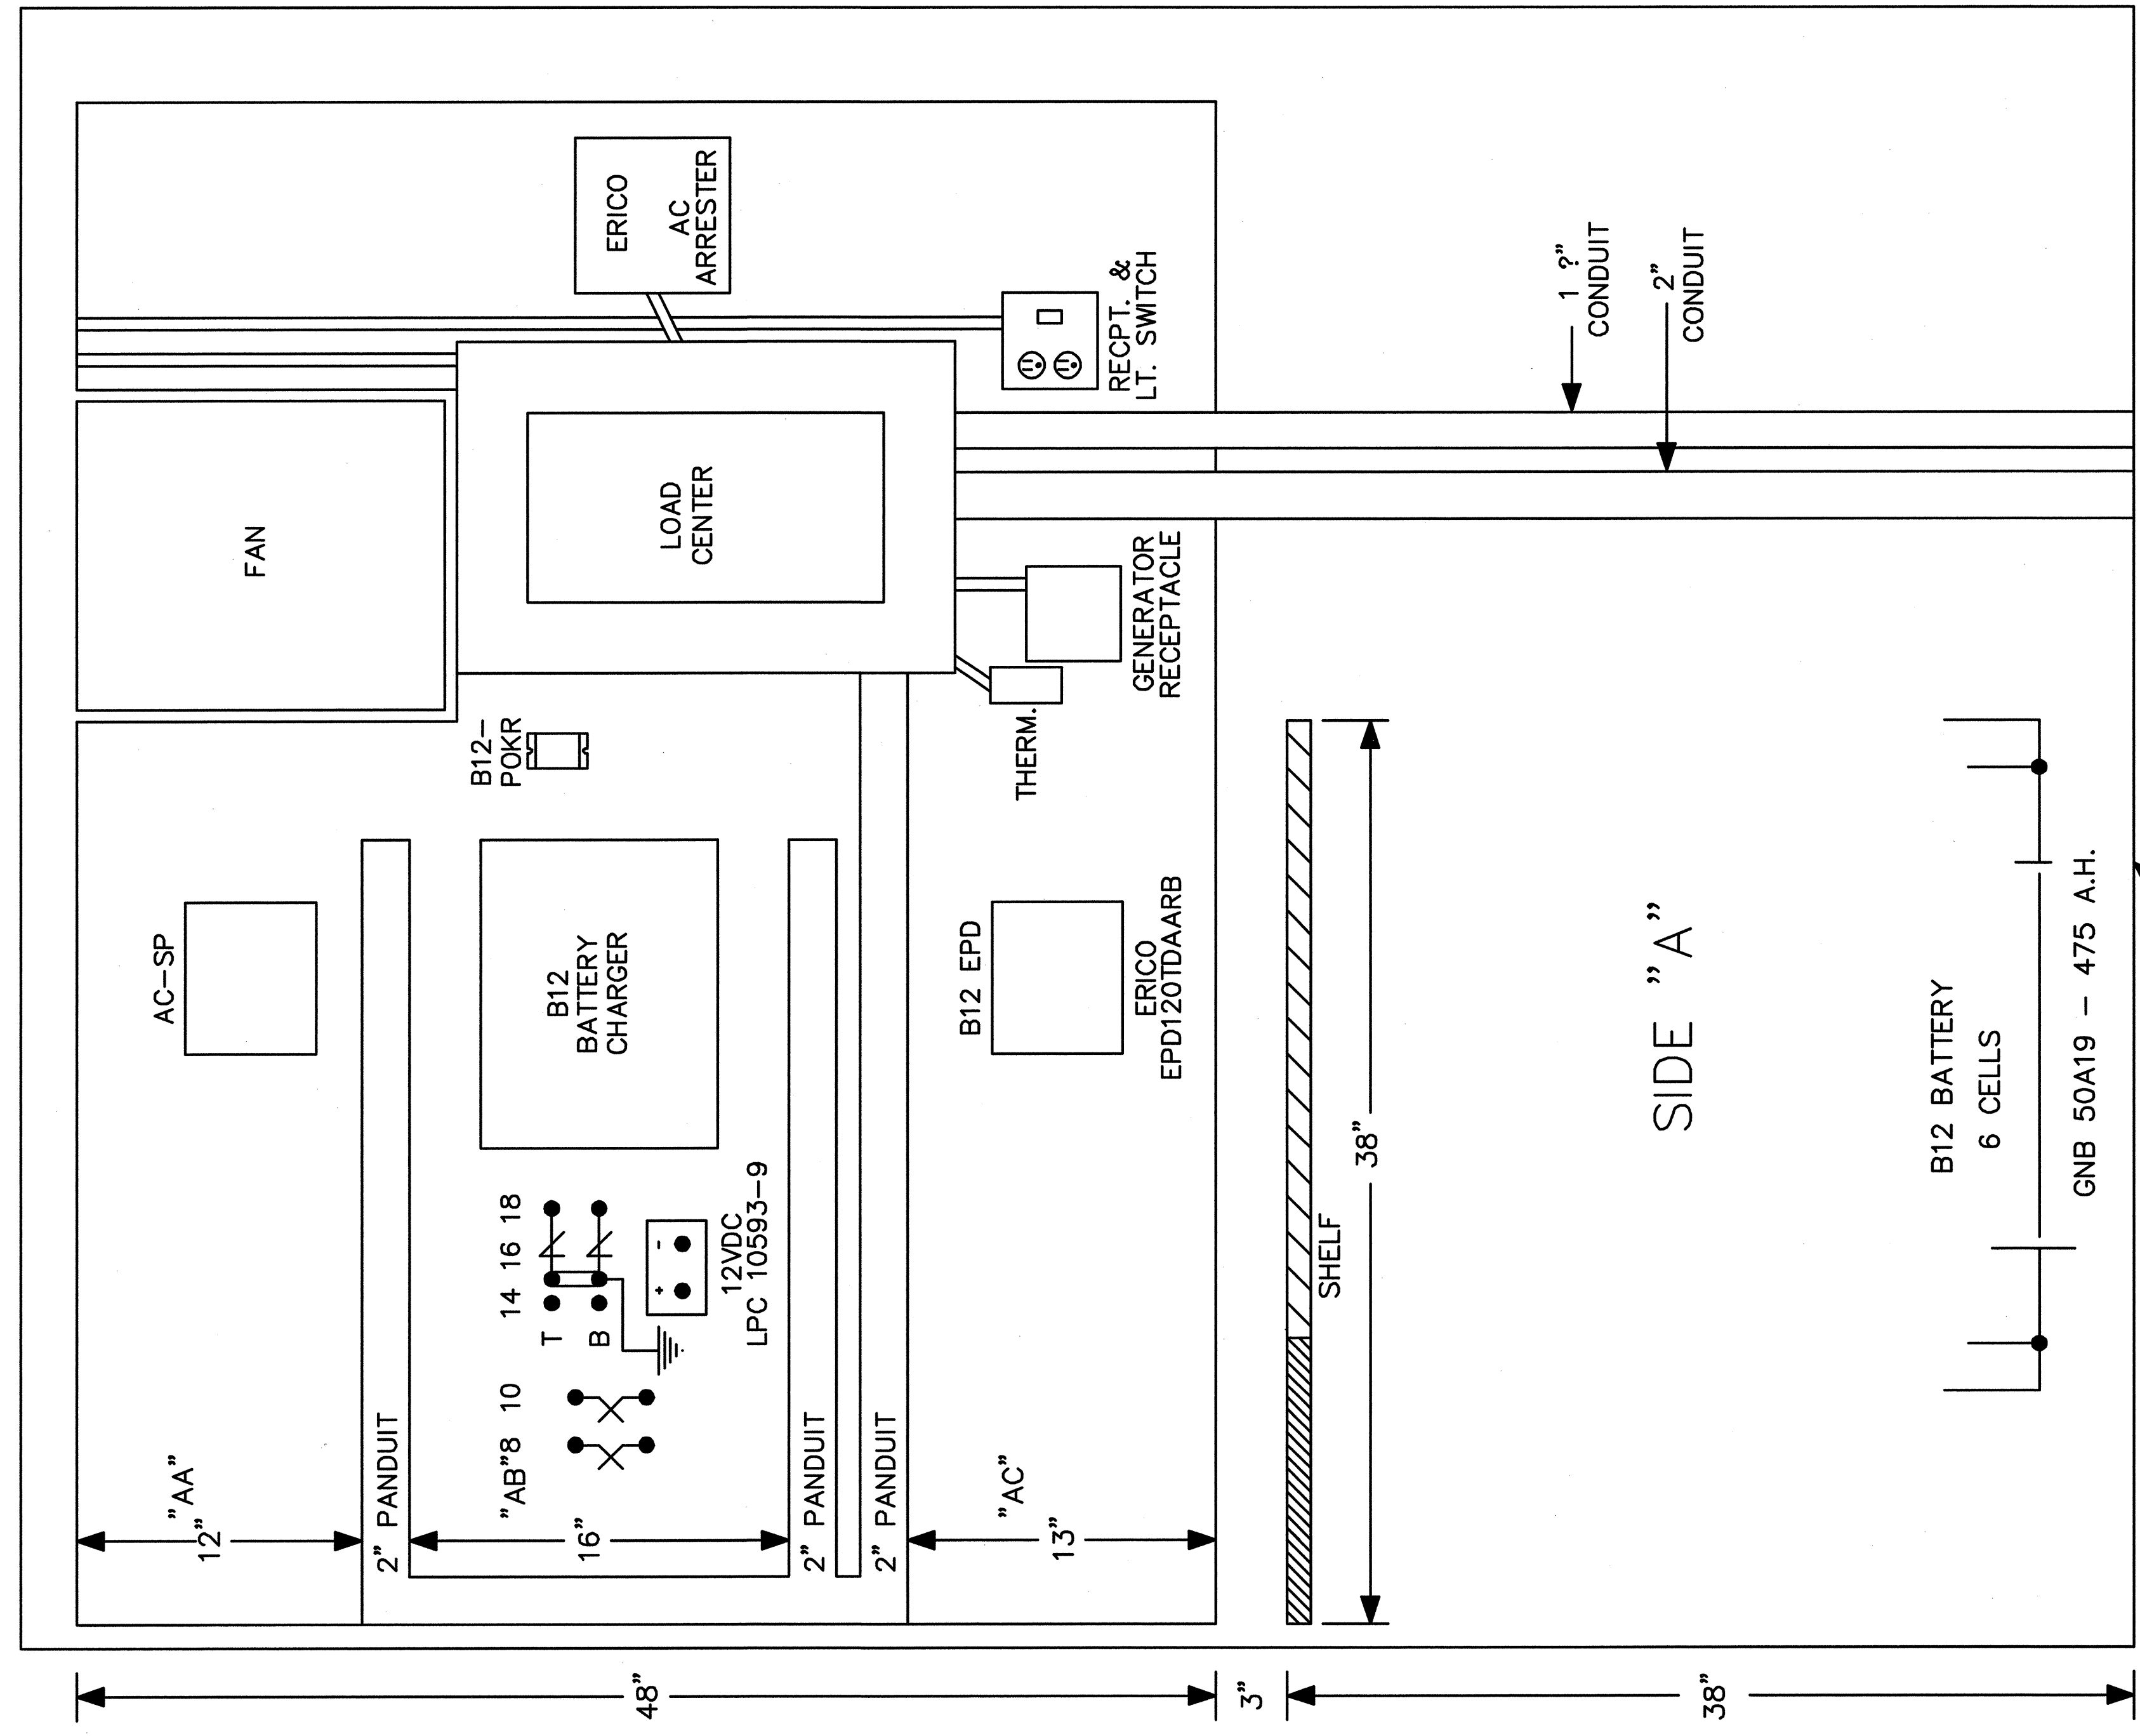 "AA"
12"
AC-SP
FAN
2" PANDUIT
"AB"
16"
8
10
14
16
18
T
B
+
-
12VDC
LPC 10593-9
B12
BATTERY
CHARGER
B12-
POKR
LOAD
CENTER
ERICO
AC
ARRESTER
2" PANDUIT
2" PANDUIT
"AC"
13"
B12 EPD
ERICO
EPD120TDAARB
THERM.
GENERATOR
RECEPTACLE
RECPT. &
LT. SWITCH
48"
3"
38"
SHELF
38"
1 ?"
CONDUIT
2"
CONDUIT
SIDE "A"
B12 BATTERY
6 CELLS
GNB 50A19 - 475 A.H.